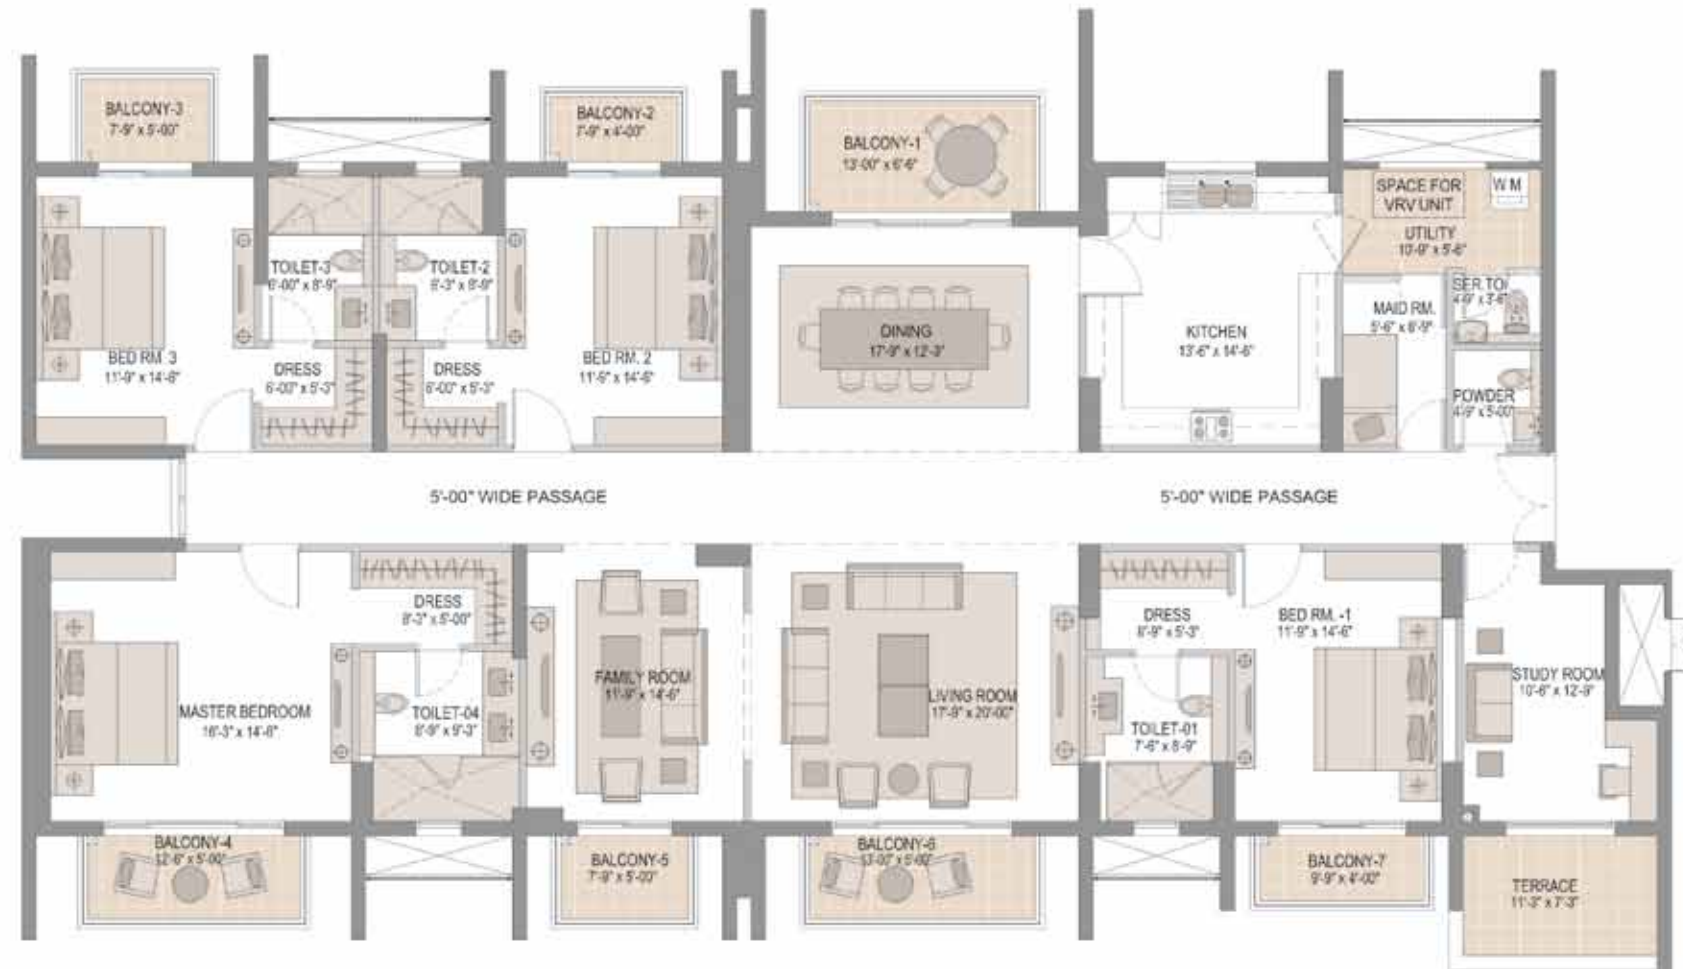 BALCONY-3
7'-9" x 5'-00"
BALCONY-2
7'-9" x 4'-00"
BALCONY-1
13'-00" x 6'-6"
SPACE FOR
VRV UNIT
W M
UTILITY
10'-9" x 5'-6"
TOILET-3
6'-00" x 8'-9"
TOILET-2
6'-3" x 8'-9"
SER.TOI
4'-9" x 3'-6"
MAID RM.
5'-6" x 8'-9"
DINING
17'-9" x 12'-3"
KITCHEN
13'-6" x 14'-6"
BED RM. 3
11'-9" x 14'-6"
DRESS
6'-00" x 5'-3"
DRESS
6'-00" x 5'-3"
BED RM. 2
11'-9" x 14'-6"
POWDER
4'-9" x 5'-00"
5'-00" WIDE PASSAGE
5'-00" WIDE PASSAGE
DRESS
8'-3" x 5'-00"
DRESS
8'-9" x 5'-3"
BED RM. -1
11'-9" x 14'-6"
FAMILY ROOM
11'-9" x 14'-6"
LIVING ROOM
17'-9" x 20'-00"
STUDY ROOM
10'-6" x 12'-9"
MASTER BEDROOM
16'-3" x 14'-6"
TOILET-04
8'-9" x 9'-3"
TOILET-01
7'-6" x 8'-9"
BALCONY-4
12'-6" x 5'-00"
BALCONY-5
7'-9" x 5'-00"
BALCONY-6
13'-00" x 5'-00"
BALCONY-7
9'-9" x 4'-00"
TERRACE
11'-3" x 7'-3"